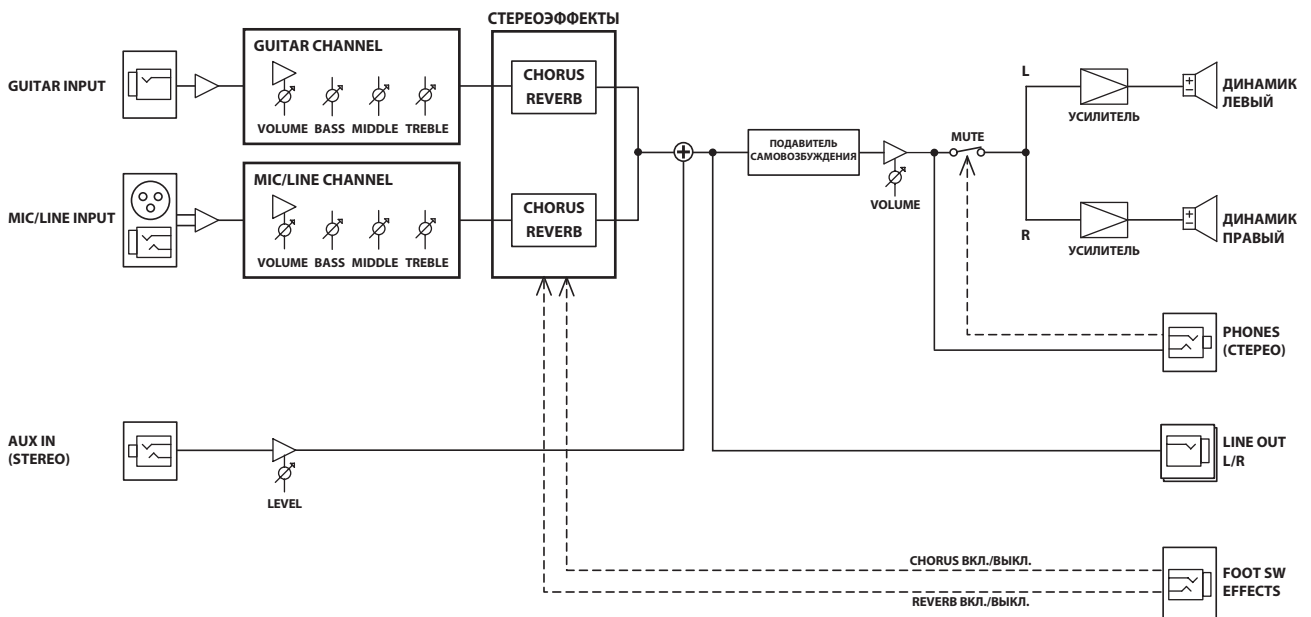 СТЕРЕОЭФФЕКТЫ
GUITAR INPUT
GUITAR CHANNEL
VOLUME BASS MIDDLE TREBLE
CHORUS
REVERB
MIC/LINE INPUT
MIC/LINE CHANNEL
VOLUME BASS MIDDLE TREBLE
CHORUS
REVERB
ПОДАВИТЕЛЬ
САМОВОЗБУЖДЕНИЯ
VOLUME
MUTE
L
УСИЛИТЕЛЬ
ДИНАМИК
ЛЕВЫЙ
R
УСИЛИТЕЛЬ
ДИНАМИК
ПРАВЫЙ
PHONES
(СТЕРЕО)
AUX IN
(STEREO)
LEVEL
LINE OUT
L/R
CHORUS ВКЛ./ВЫКЛ.
REVERB ВКЛ./ВЫКЛ.
FOOT SW
EFFECTS